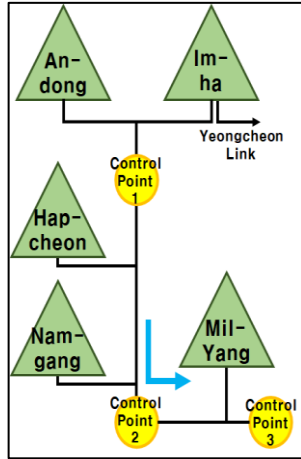 An-
dong
Im-
ha
Yeongcheon
Link
Control
Point
1
Hap-
cheon
Nam-
gang
Mil-
Yang
Control
Point
2
Control
Point
3